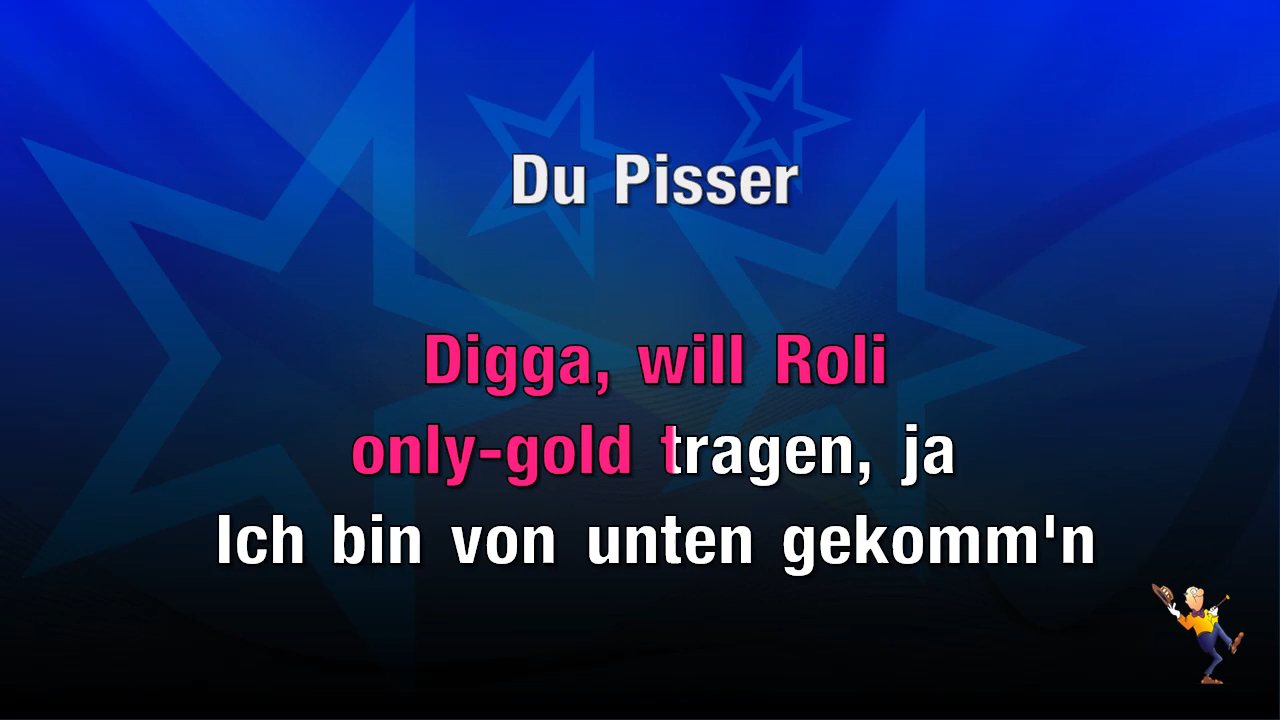 Du Pisser
Digga, will Roli
only-gold tragen, ja
Ich bin von unten gekomm'n